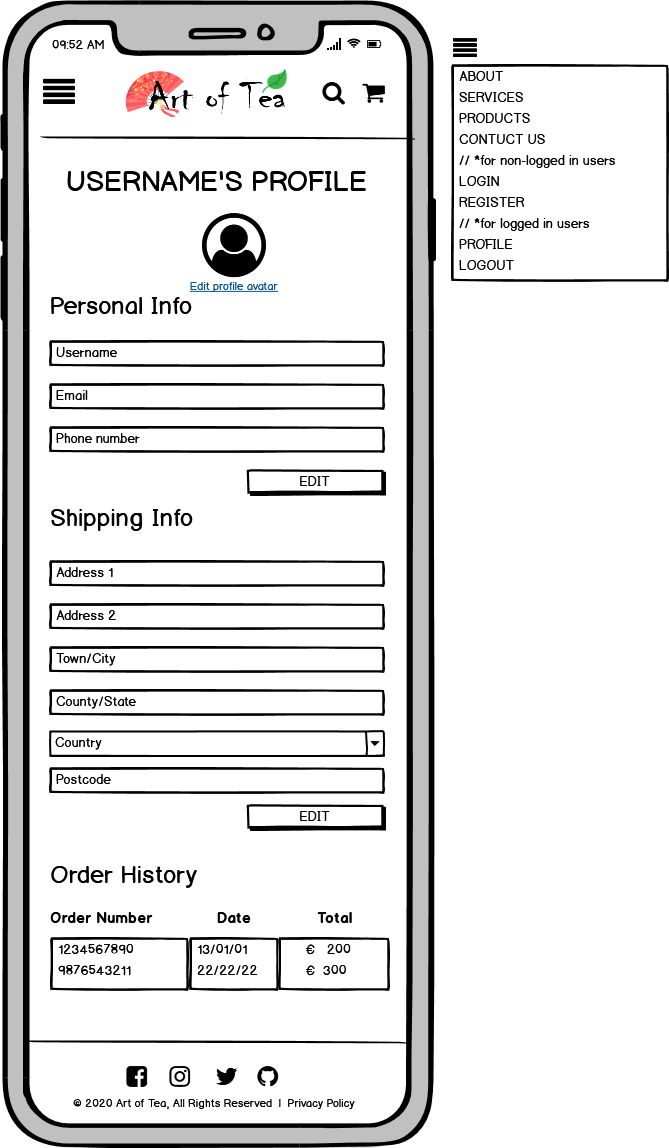 09:52 AM
Art of Tea
USERNAME'S PROFILE
Edit profile avatar
Personal Info
Username
Email
Phone number
EDIT
Shipping Info
Address 1
Address 2
Town/City
County/State
Country
Postcode
EDIT
Order History
Order Number Date Total
1234567890 13/01/01 € 200
9876543211 22/22/22 € 300
© 2020 Art of Tea, All Rights Reserved | Privacy Policy
ABOUT
SERVICES
PRODUCTS
CONTUCT US
// *for non-logged in users
LOGIN
REGISTER
// *for logged in users
PROFILE
LOGOUT